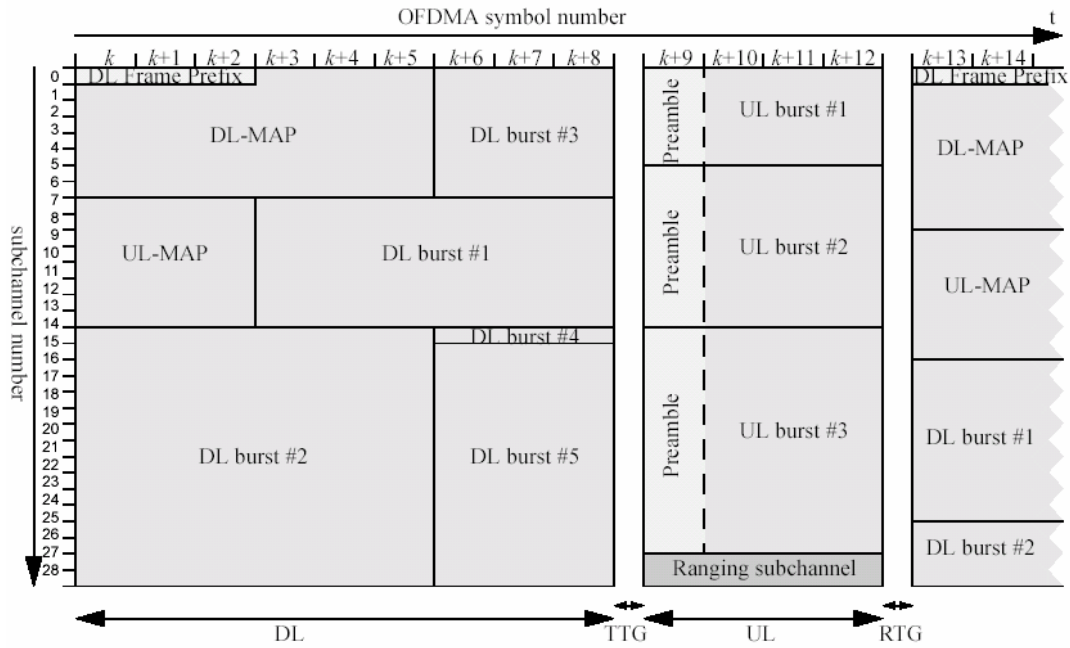 OFDMA symbol number
t
k k+1 k+2 k+3 k+4 k+5 k+6 k+7 k+8 k+9 k+10 k+11 k+12 k+13 k+14
subchannel number
0
1
2
3
4
5
6
7
8
9
10
11
12
13
14
15
16
17
18
19
20
21
22
23
24
25
26
27
28
DL Frame Prefix
DL-MAP
DL burst #3
UL-MAP
DL burst #1
DL burst #2
DL burst #4
DL burst #5
Preamble
UL burst #1
Preamble
UL burst #2
Preamble
UL burst #3
Ranging subchannel
DL Frame Prefix
DL-MAP
UL-MAP
DL burst #1
DL burst #2
DL
TTG
UL
RTG